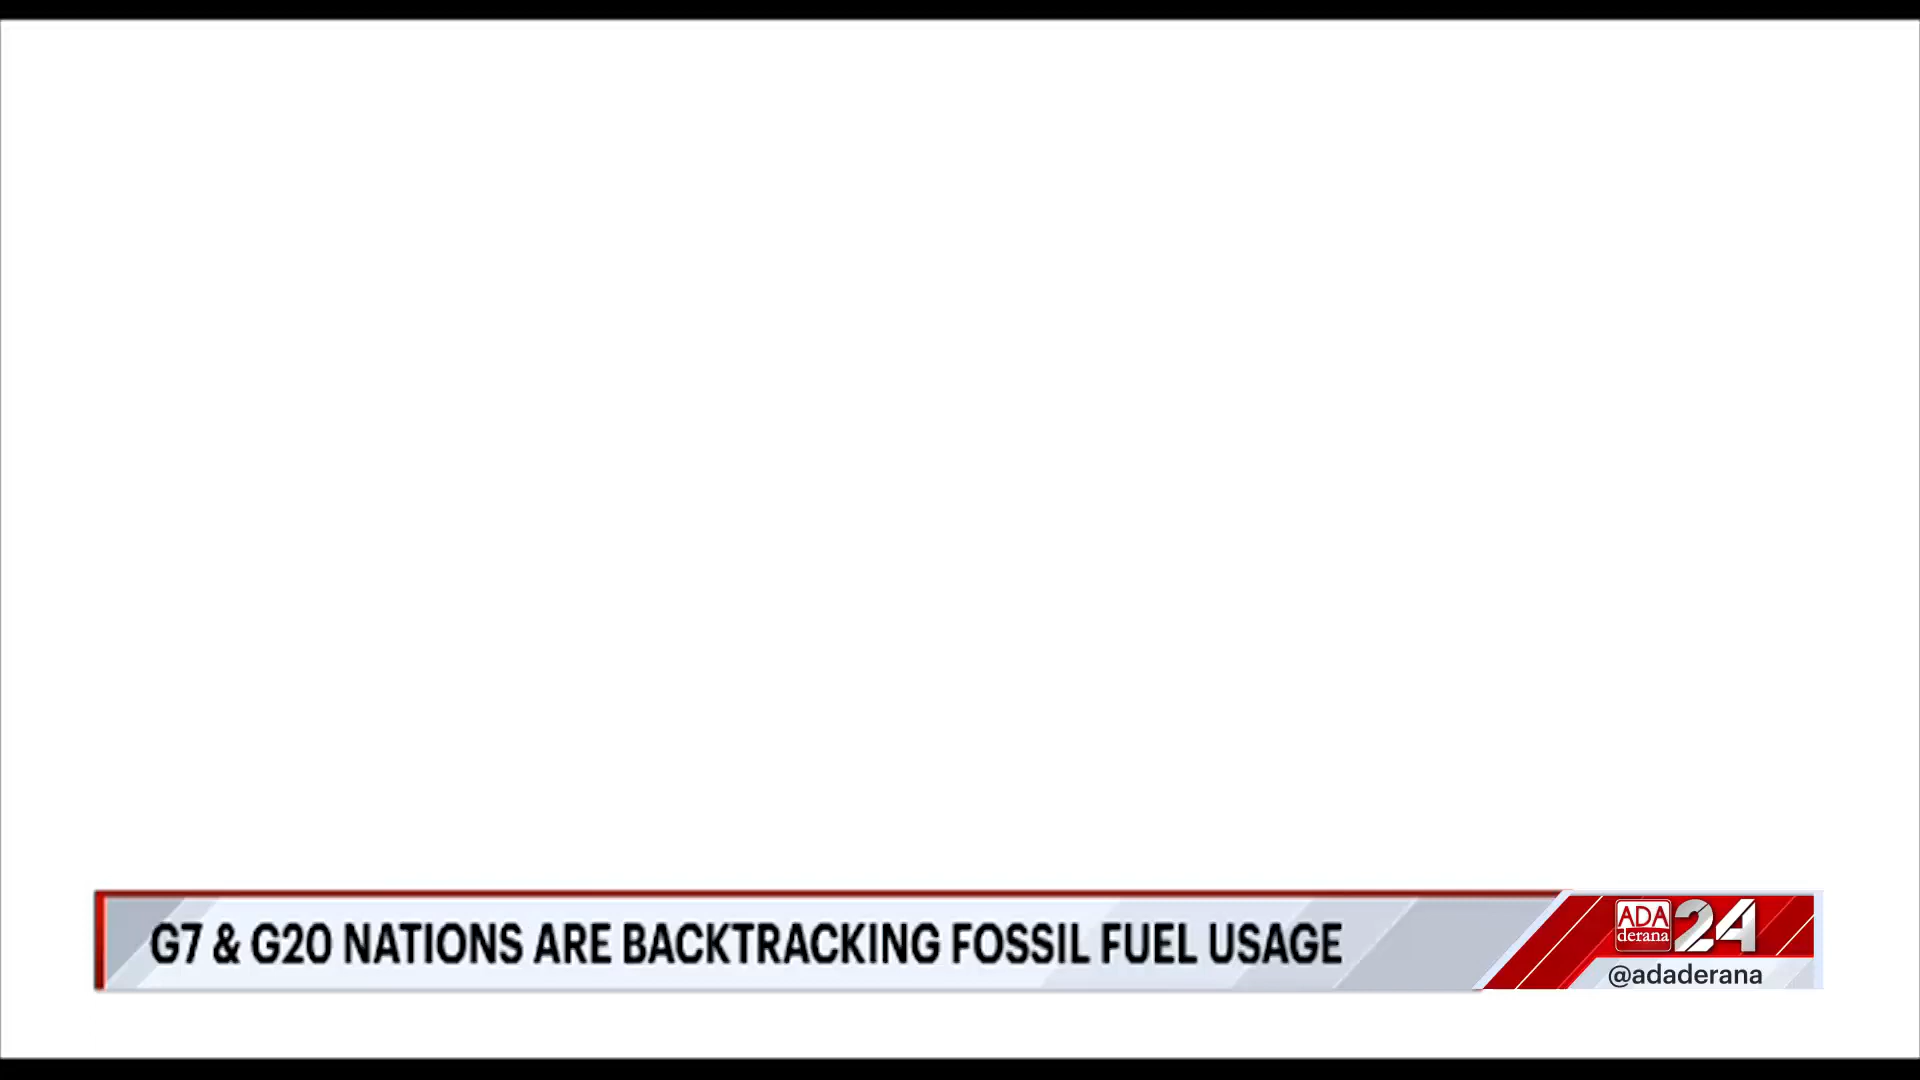 G7 & G20 NATIONS ARE BACKTRACKING FOSSIL FUEL USAGE
ADA
derana
24
@adaderana